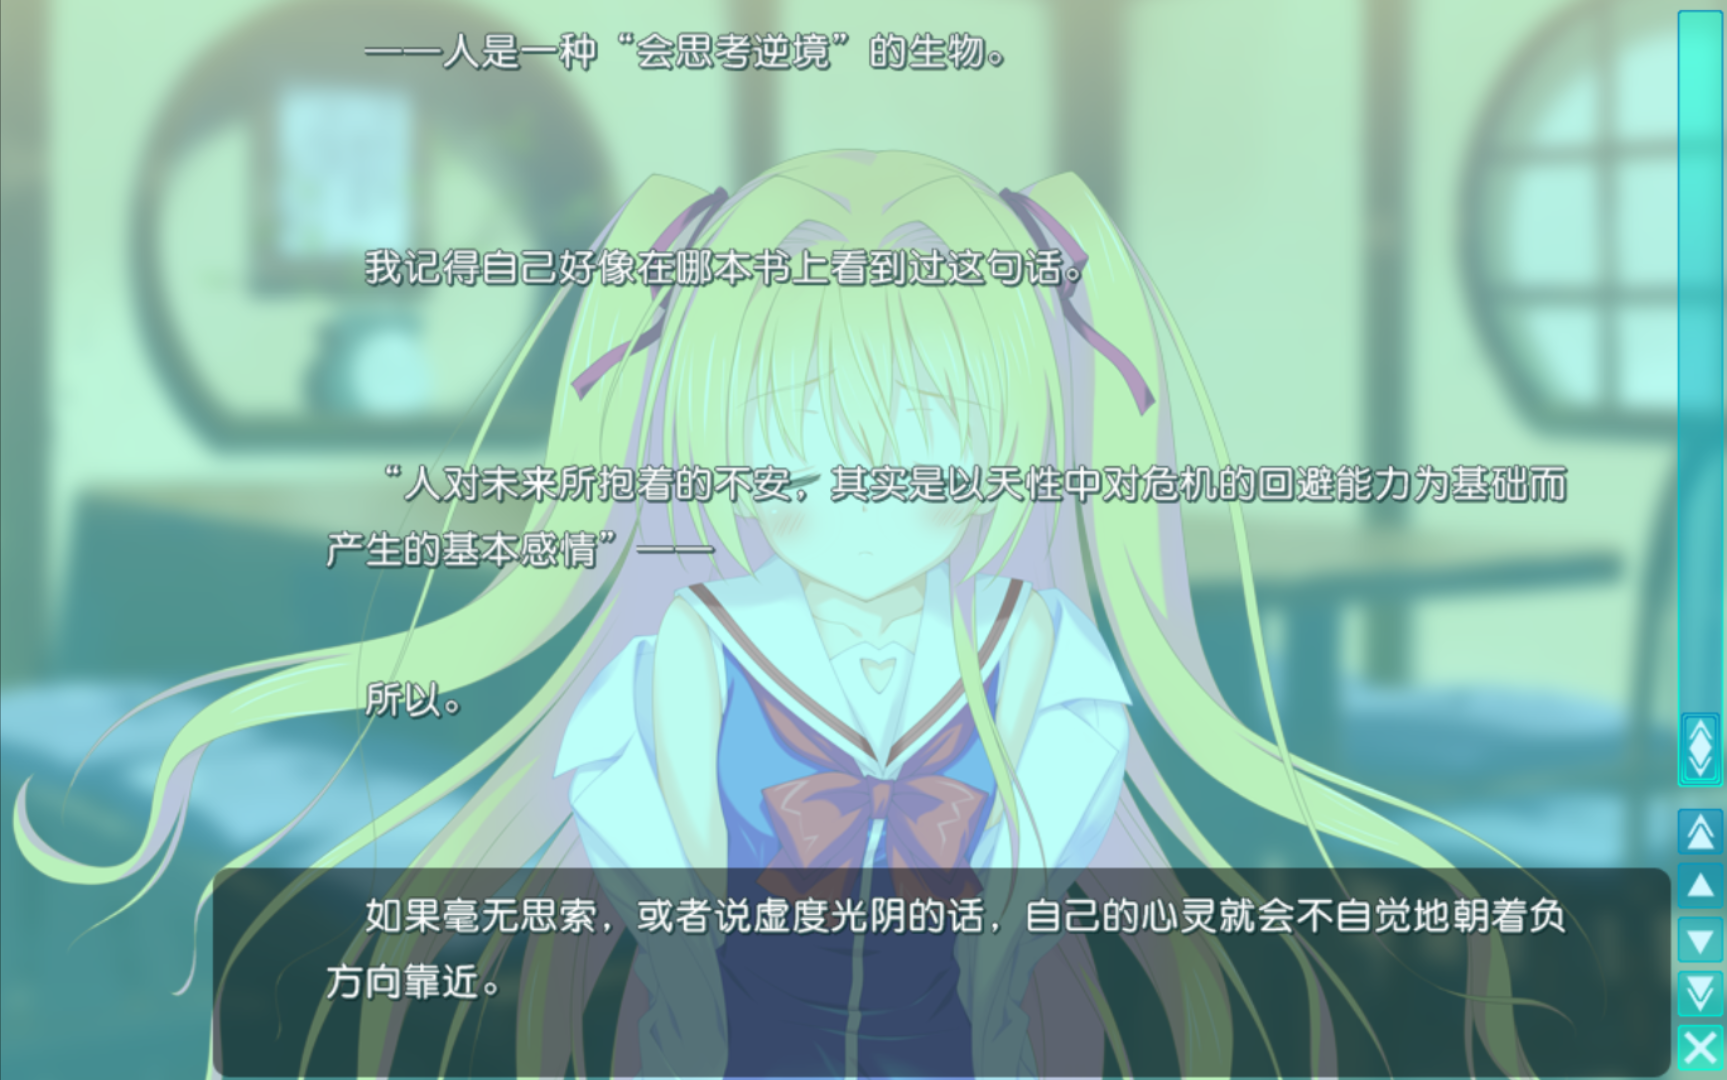 ——人是一种“会思考逆境”的生物。
我记得自己好像在哪本书上看到过这句话。
“人对未来所抱着的不安，其实是以天性中对危机的回避能力为基础而
产生的基本感情”——
所以。
如果毫无思索，或者说虚度光阴的话，自己的心灵就会不自觉地朝着负
方向靠近。